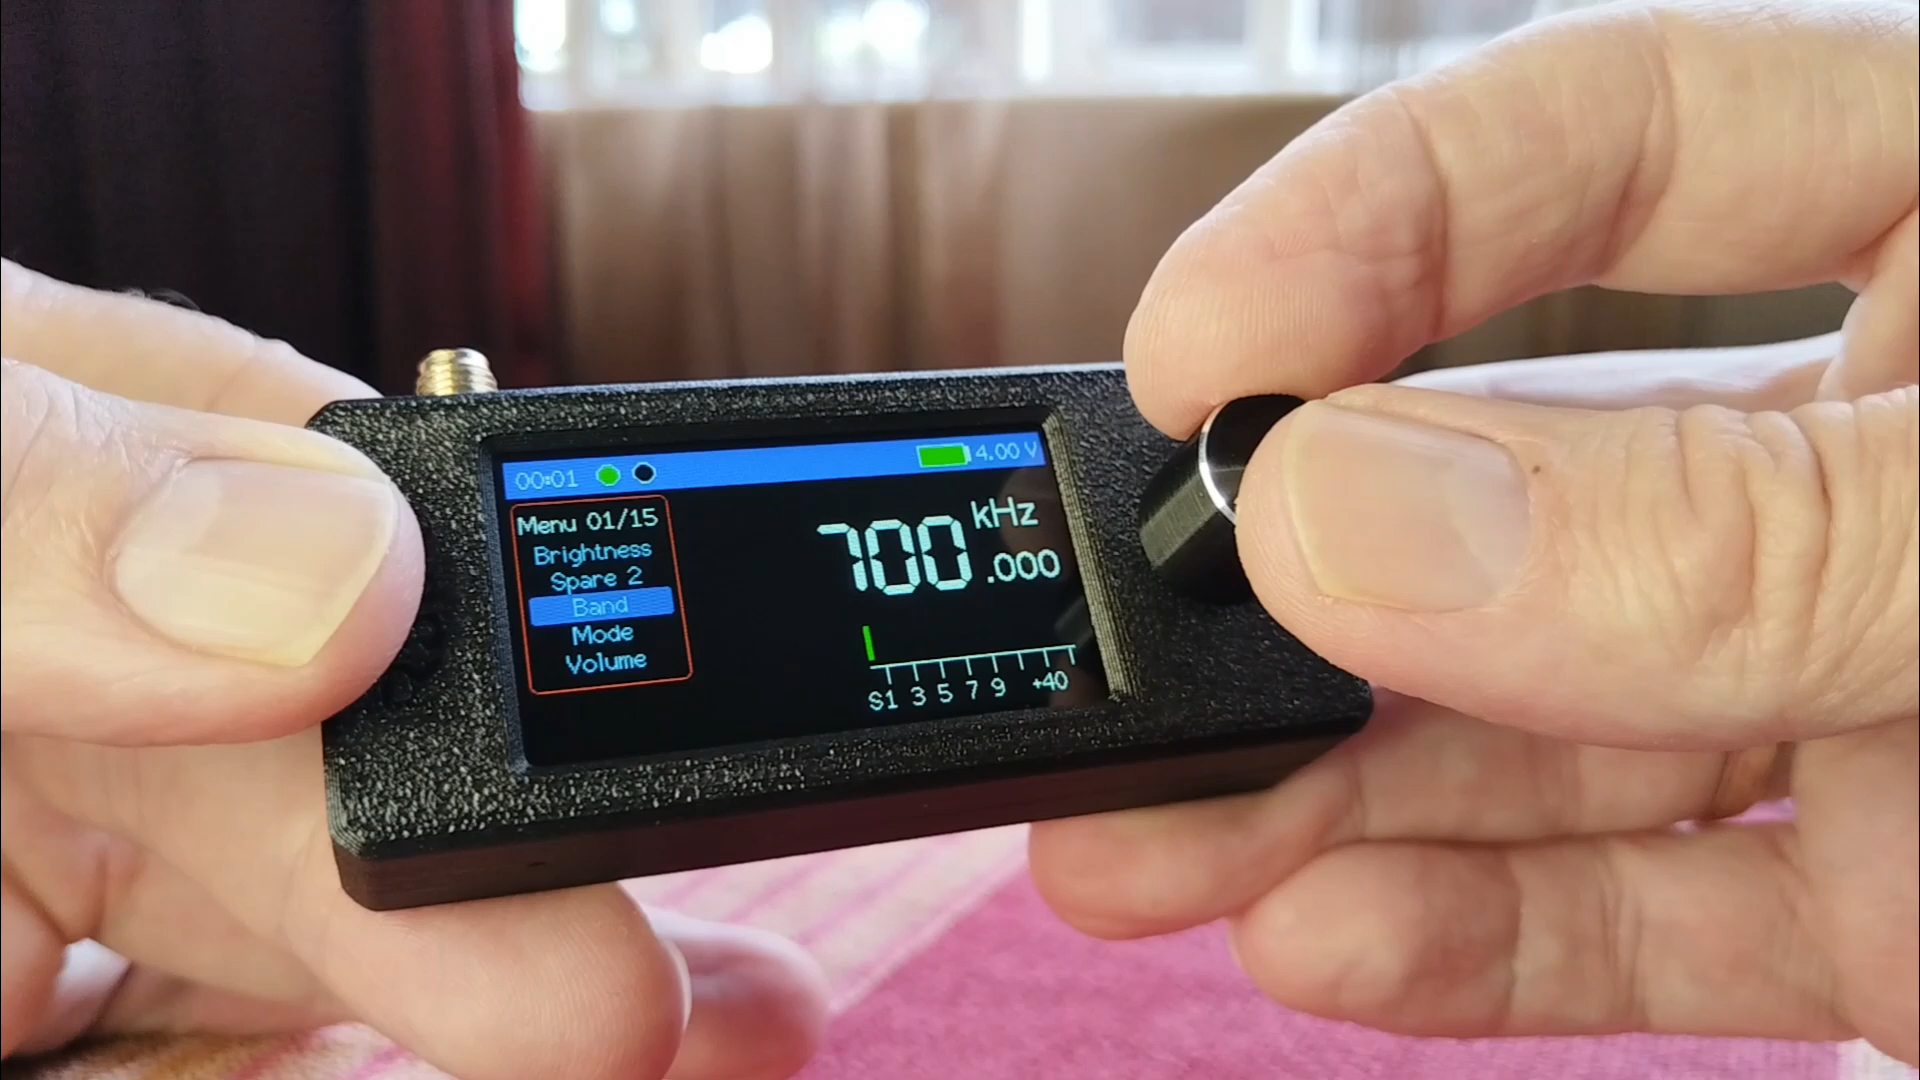 00:01 4.00 V
Menu 01/15
Brightness
Spare 2
Band
Mode
Volume
700.000 kHz
S1 3 5 7 9 +40